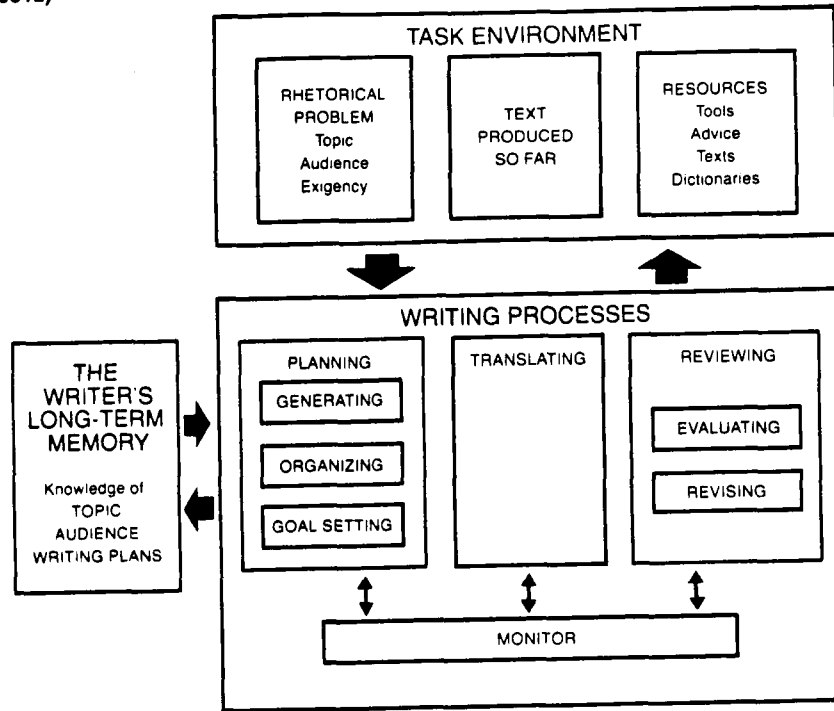 TASK ENVIRONMENT
RHETORICAL
PROBLEM
Topic
Audience
Exigency
TEXT
PRODUCED
SO FAR
RESOURCES
Tools
Advice
Texts
Dictionaries
WRITING PROCESSES
THE
WRITER'S
LONG-TERM
MEMORY
Knowledge of
TOPIC
AUDIENCE
WRITING PLANS
PLANNING
GENERATING
ORGANIZING
GOAL SETTING
TRANSLATING
REVIEWING
EVALUATING
REVISING
MONITOR